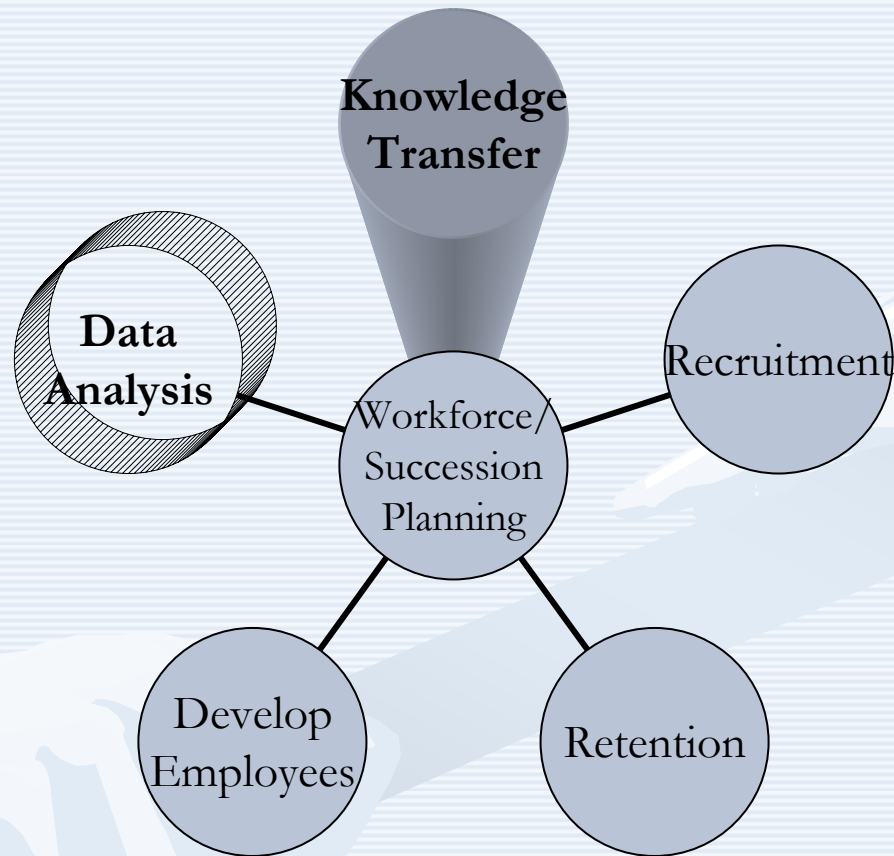 Knowledge
Transfer
Data
Analysis
Recruitment
Workforce/
Succession
Planning
Develop
Employees
Retention